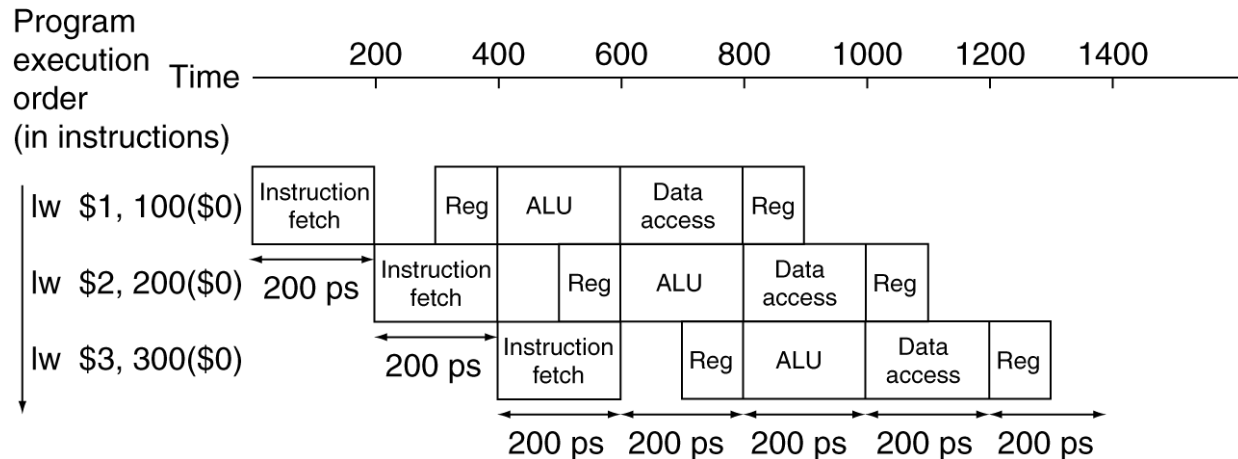 Program
execution
order
(in instructions)
Time
200 400 600 800 1000 1200 1400
lw $1, 100($0)
Instruction
fetch
Reg
ALU
Data
access
Reg
200 ps
lw $2, 200($0)
Instruction
fetch
Reg
ALU
Data
access
Reg
200 ps
lw $3, 300($0)
Instruction
fetch
Reg
ALU
Data
access
Reg
200 ps 200 ps 200 ps 200 ps 200 ps